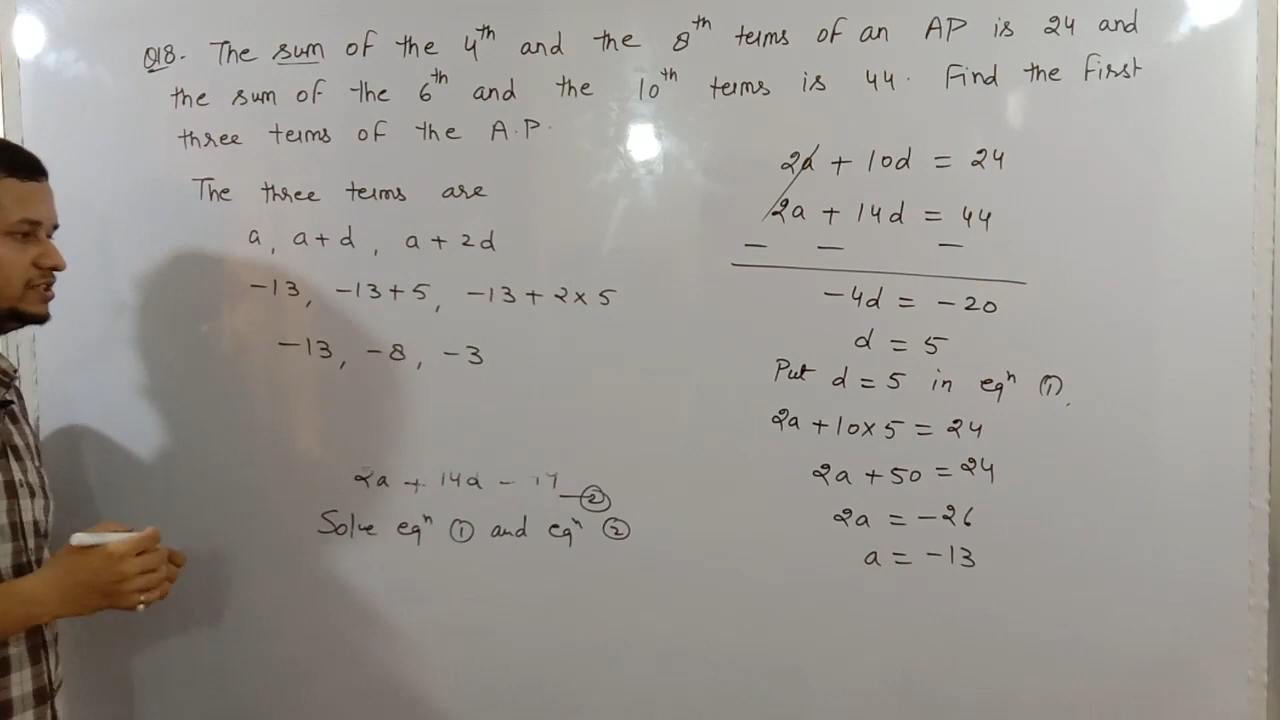 Q18. The sum of the 4th and the 8th terms of an AP is 24 and
the sum of the 6th and the 10th terms is 44. Find the first
three terms of the A.P.
The three terms are
a, a+d, a+2d
-13, -13+5, -13+2×5
-13, -8, -3
2a + 14d - ②
Solve eqⁿ ① and eqⁿ ②
2a + 10d = 24
2a + 14d = 44
- - -
-4d = -20
d = 5
Put d = 5 in eqⁿ ①.
2a + 10×5 = 24
2a + 50 = 24
2a = -26
a = -13